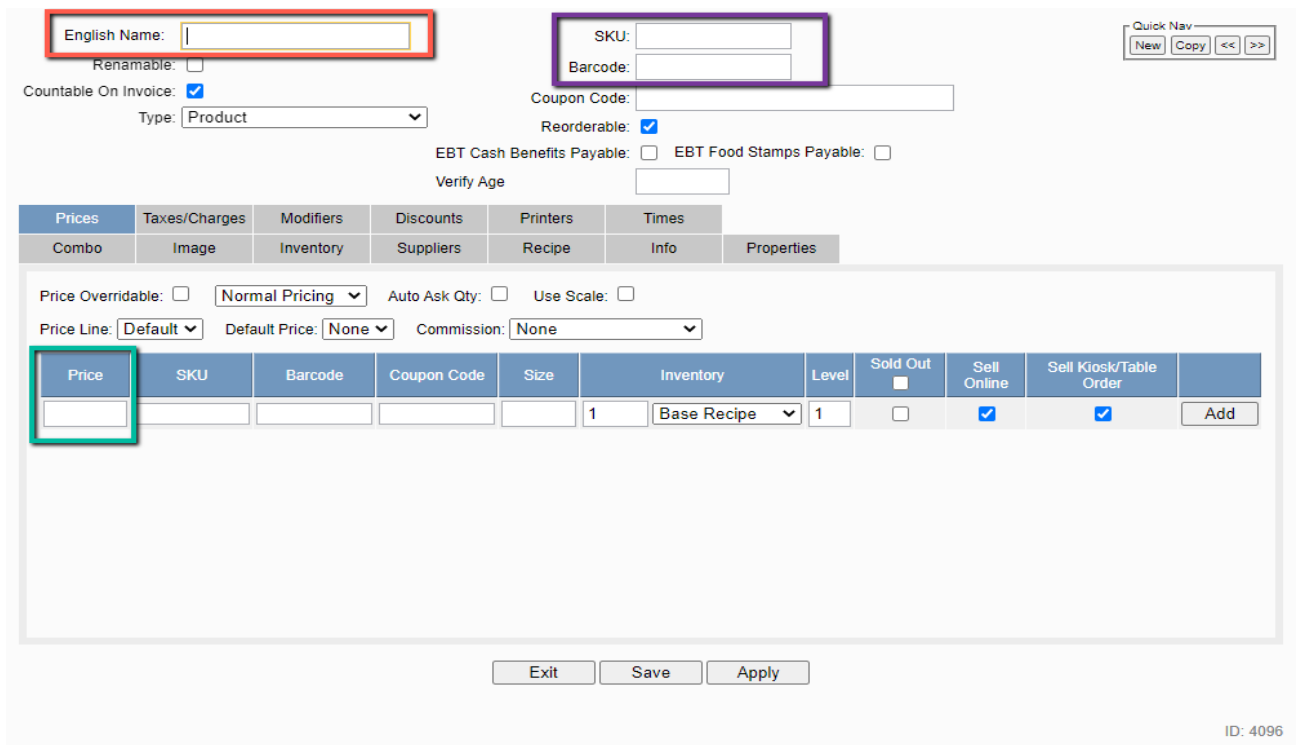 English Name:
SKU:
Quick Nav
New Copy << >>
Renamable:
Barcode:
Countable On Invoice:
Coupon Code:
Type: Product
Reorderable:
EBT Cash Benefits Payable: EBT Food Stamps Payable:
Verify Age
Prices Taxes/Charges Modifiers Discounts Printers Times
Combo Image Inventory Suppliers Recipe Info Properties
Price Overridable: Normal Pricing Auto Ask Qty: Use Scale:
Price Line: Default Default Price: None Commission: None
Price SKU Barcode Coupon Code Size Inventory Level Sold Out Sell Online Sell Kiosk/Table Order
1 Base Recipe 1 Add
Exit Save Apply
ID: 4096